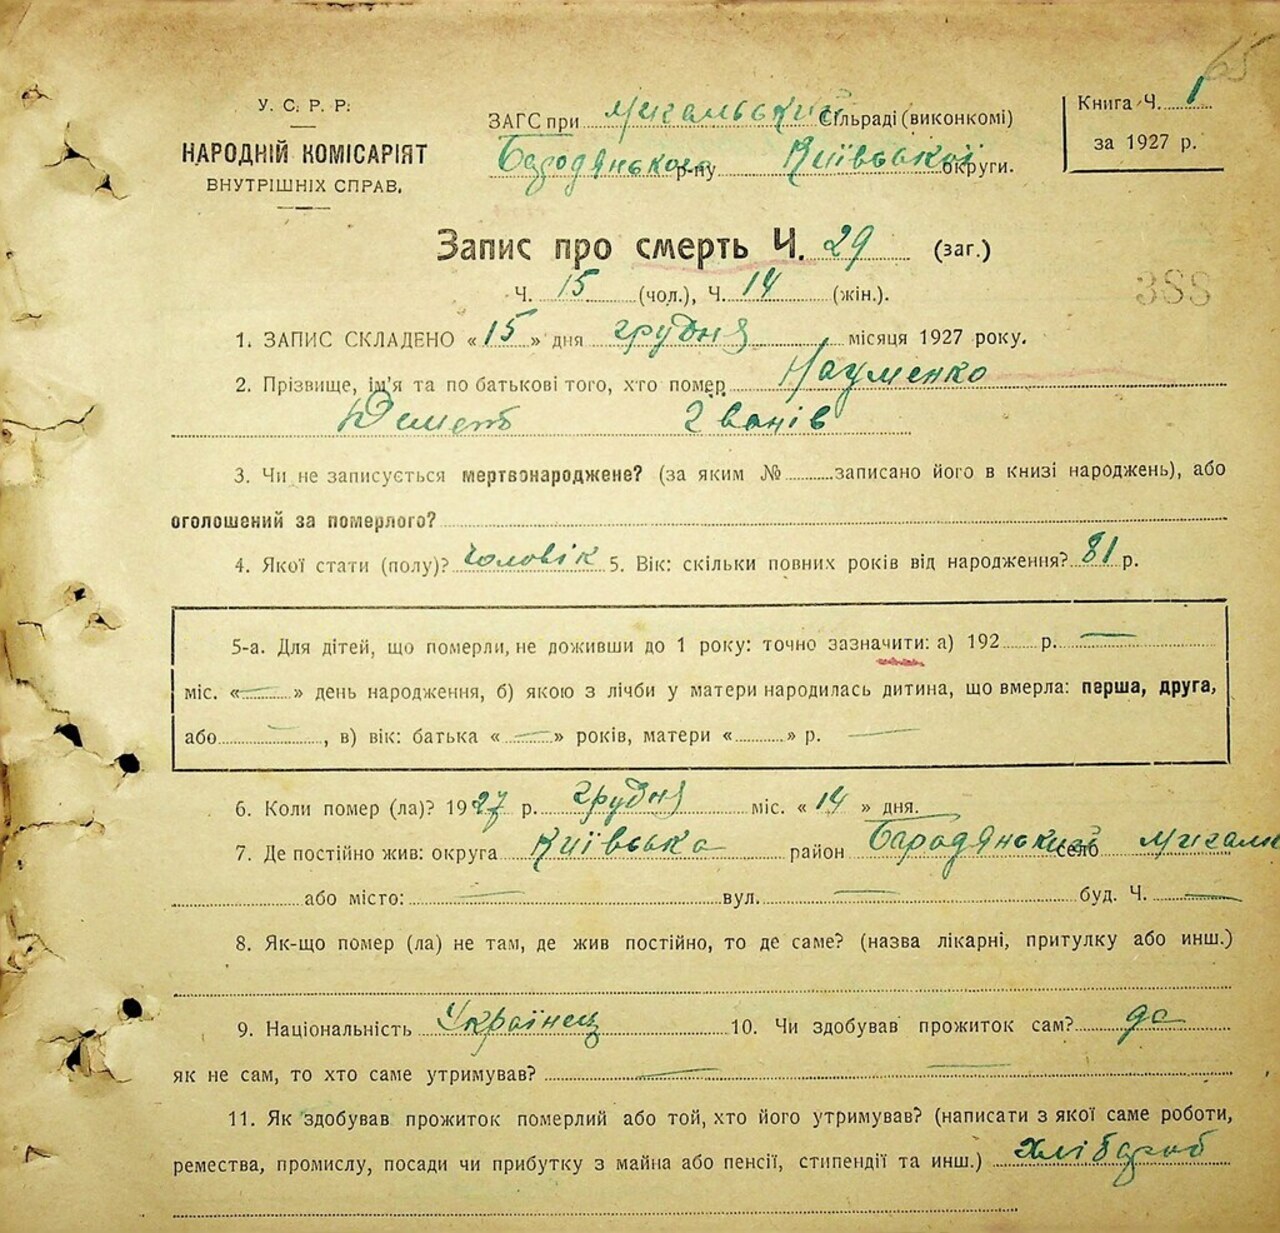 65
У. С. Р. Р.
НАРОДНІЙ КОМІСАРІЯТ
ВНУТРІШНІХ СПРАВ.
ЗАГС при Микальський Сільраді (виконкомі)
Бородянького р-ну Київської округи.
Книга Ч. 1
за 1927 р.
Запис про смерть Ч. 29 (заг.)
Ч. 15 (чол.), Ч. 14 (жін.).
388
1. ЗАПИС СКЛАДЕНО «15» дня грудня місяця 1927 року.
2. Прізвище, ім'я та по батькові того, хто помер Науменко
Демент Іванів
3. Чи не записується мертвонароджене? (за яким № записано його в книзі народжень), або
оголошений за померлого?
4. Якої стати (полу)? Чоловік 5. Вік: скільки повних років від народження? 81 р.
5-а. Для дітей, що померли, не доживши до 1 року: точно зазначити: а) 192 р. —
міс. «—» день народження, б) якою з лічби у матери народилась дитина, що вмерла: перша, друга,
або —, в) вік: батька «—» років, матери « » р. —
6. Коли помер (ла)? 1927 р. грудня міс. «14» дня.
7. Де постійно жив: округа Київська район Бародянький село Микали
або місто: — вул. — буд. Ч. —
8. Як-що помер (ла) не там, де жив постійно, то де саме? (назва лікарні, притулку або инш.)
9. Національність Українец 10. Чи здобував прожиток сам? да
як не сам, то хто саме утримував? — —
11. Як здобував прожиток померлий або той, хто його утримував? (написати з якої саме роботи,
ремества, промислу, посади чи прибутку з майна або пенсії, стипендії та инш.) хлібароб